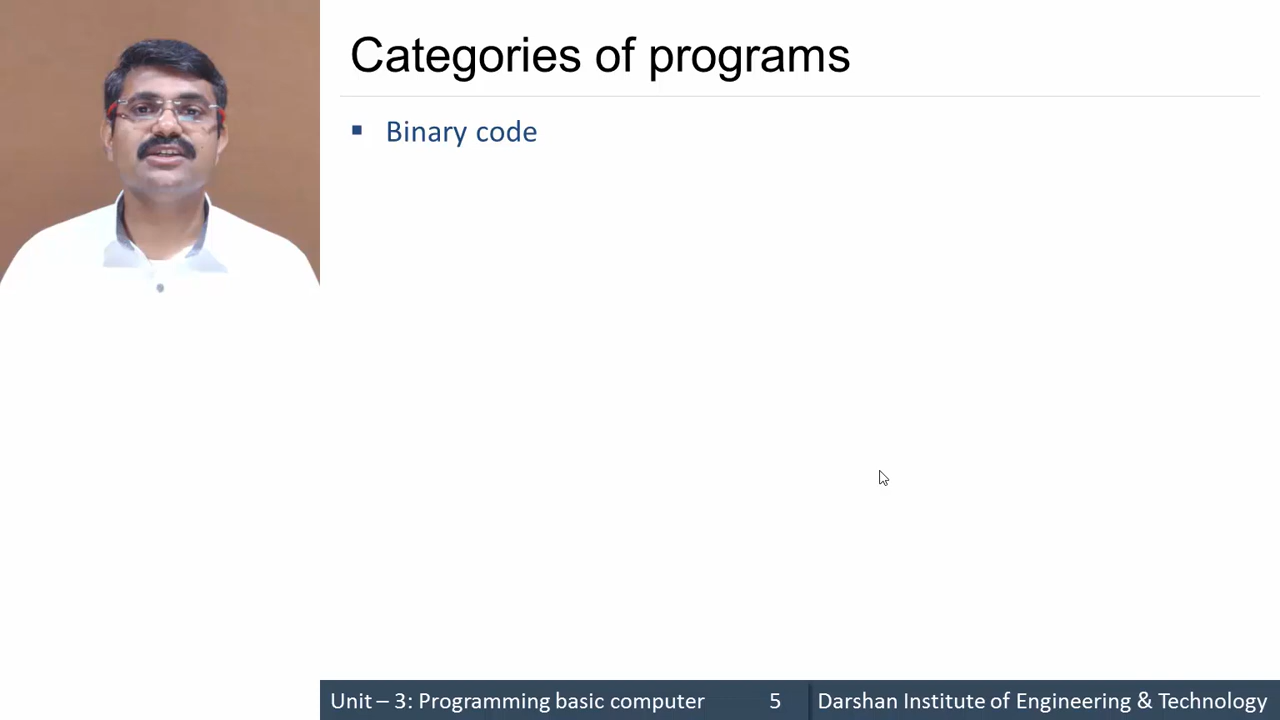 Categories of programs
▪ Binary code
Unit – 3: Programming basic computer 5 Darshan Institute of Engineering & Technology